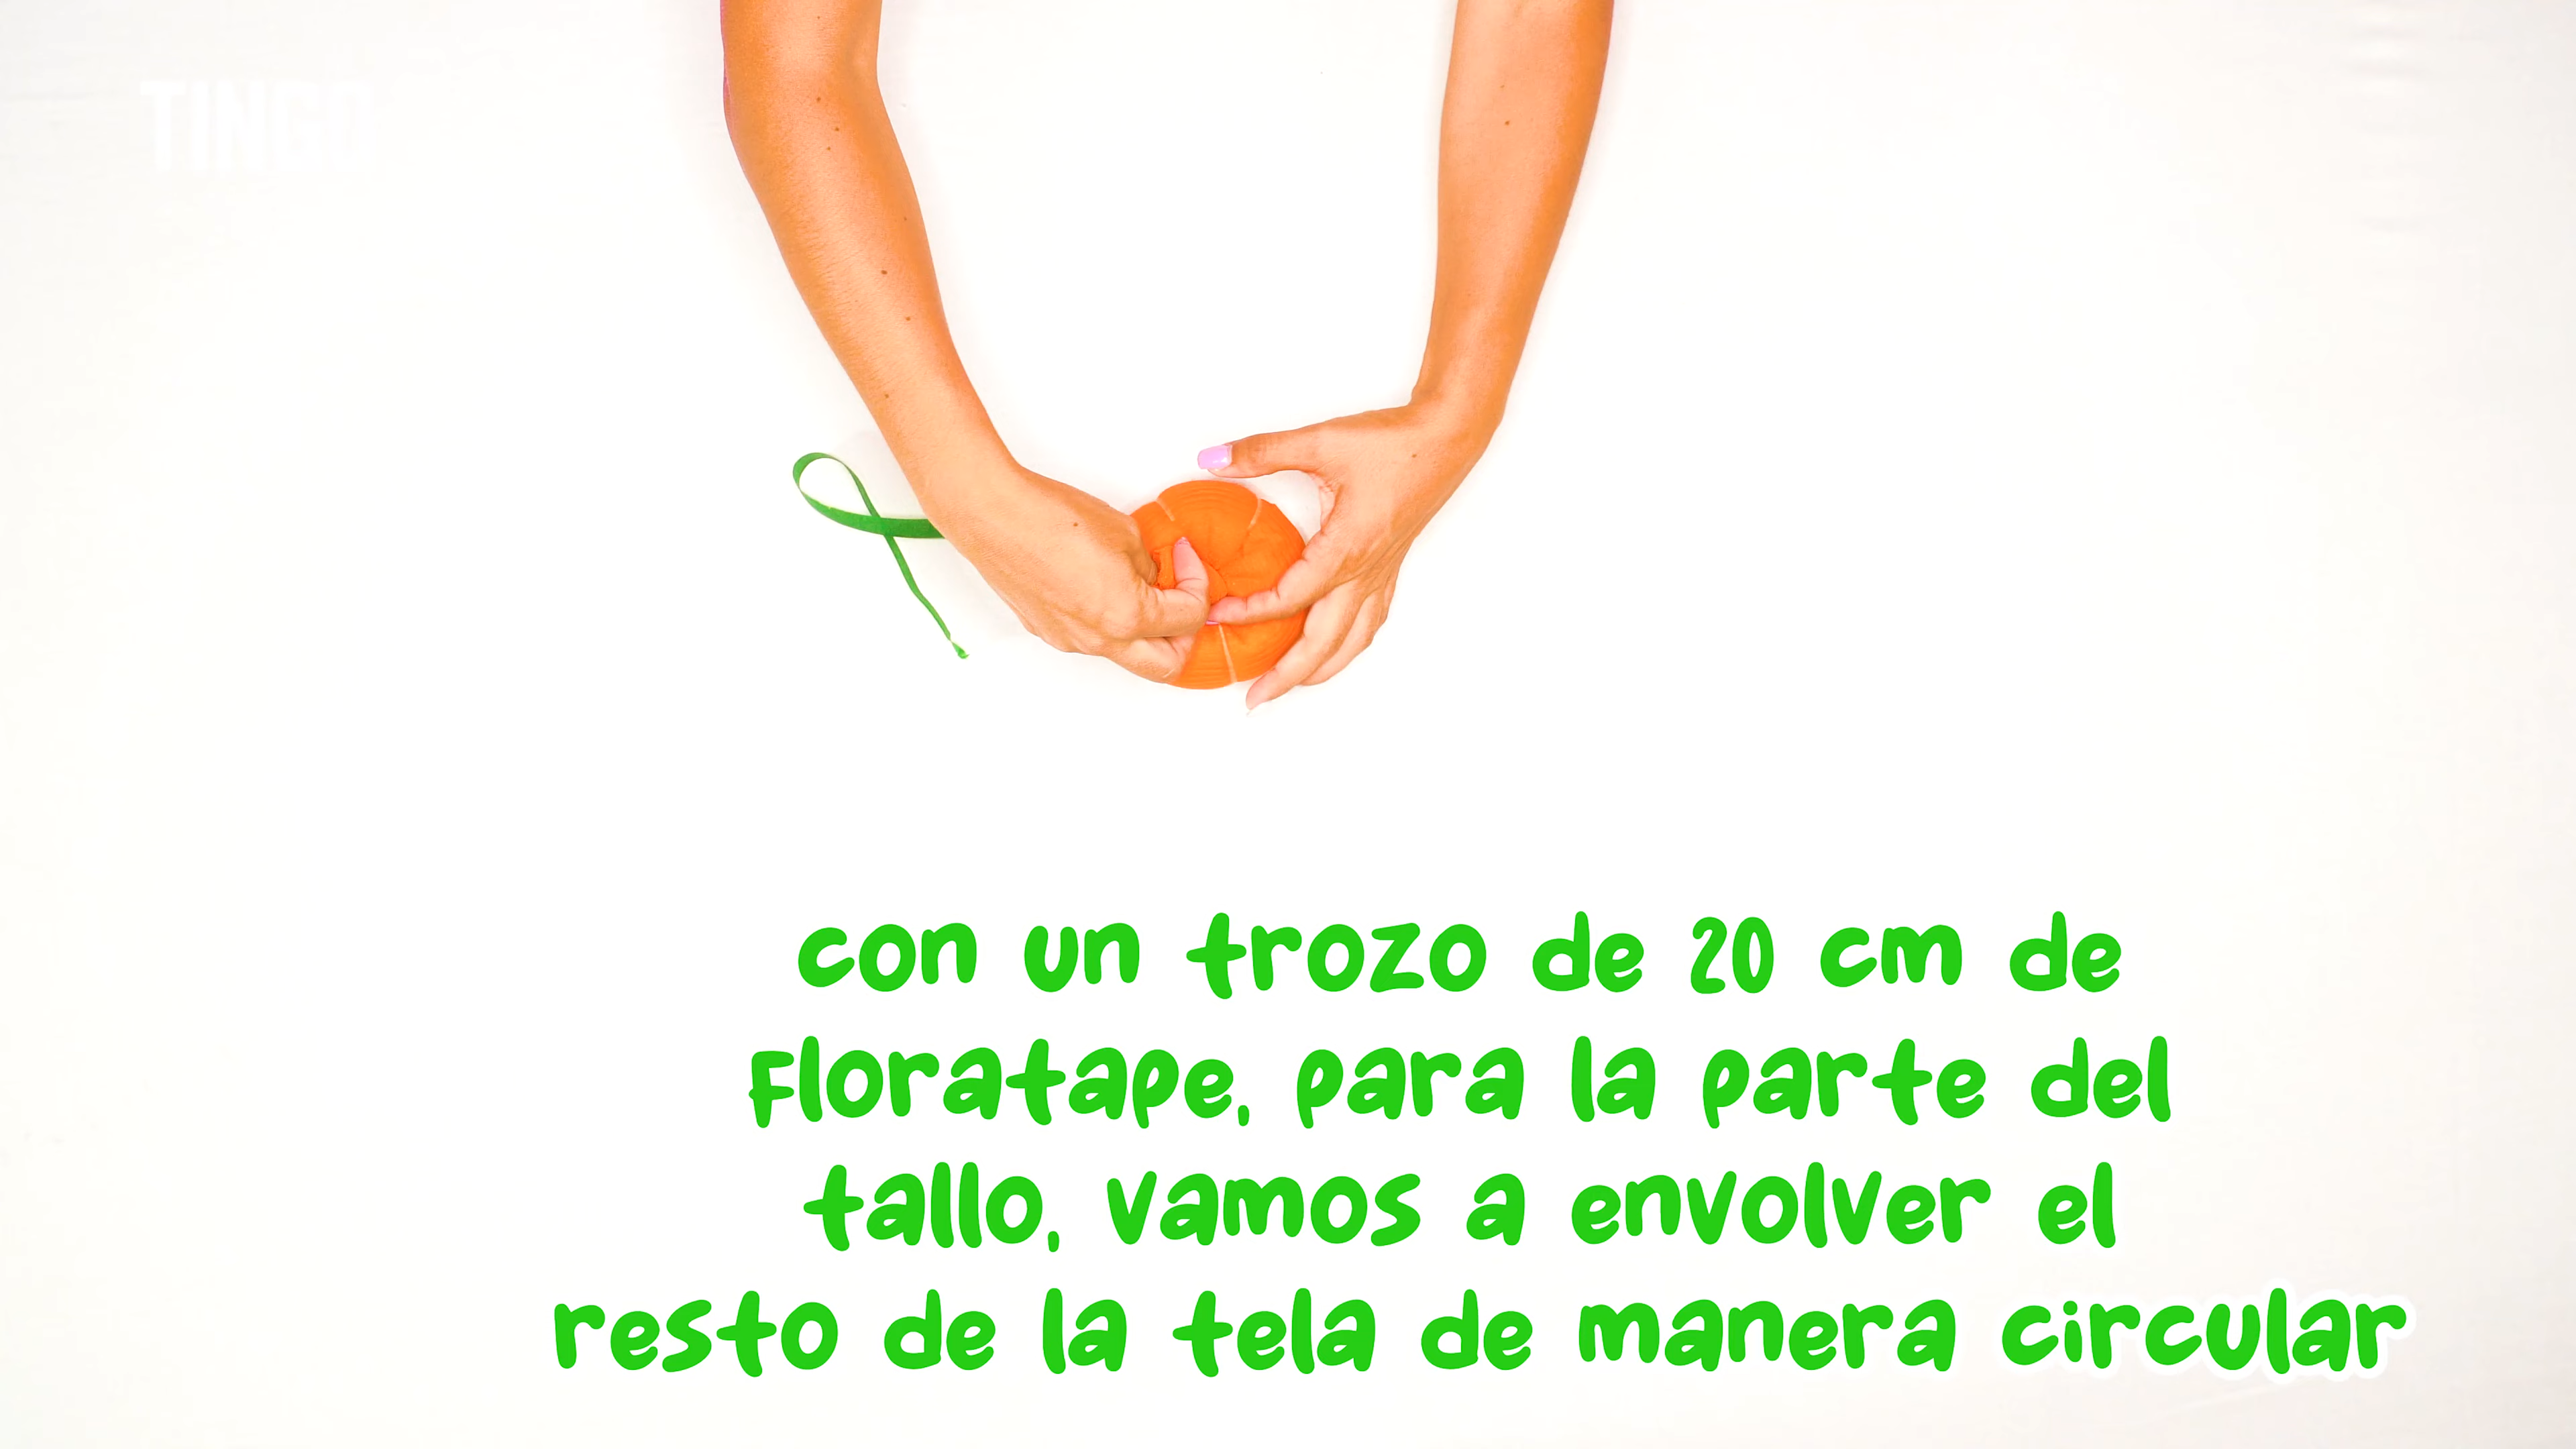 TINGO
con un trozo de 20 cm de
Floratape, para la parte del
tallo, vamos a envolver el
resto de la tela de manera circular